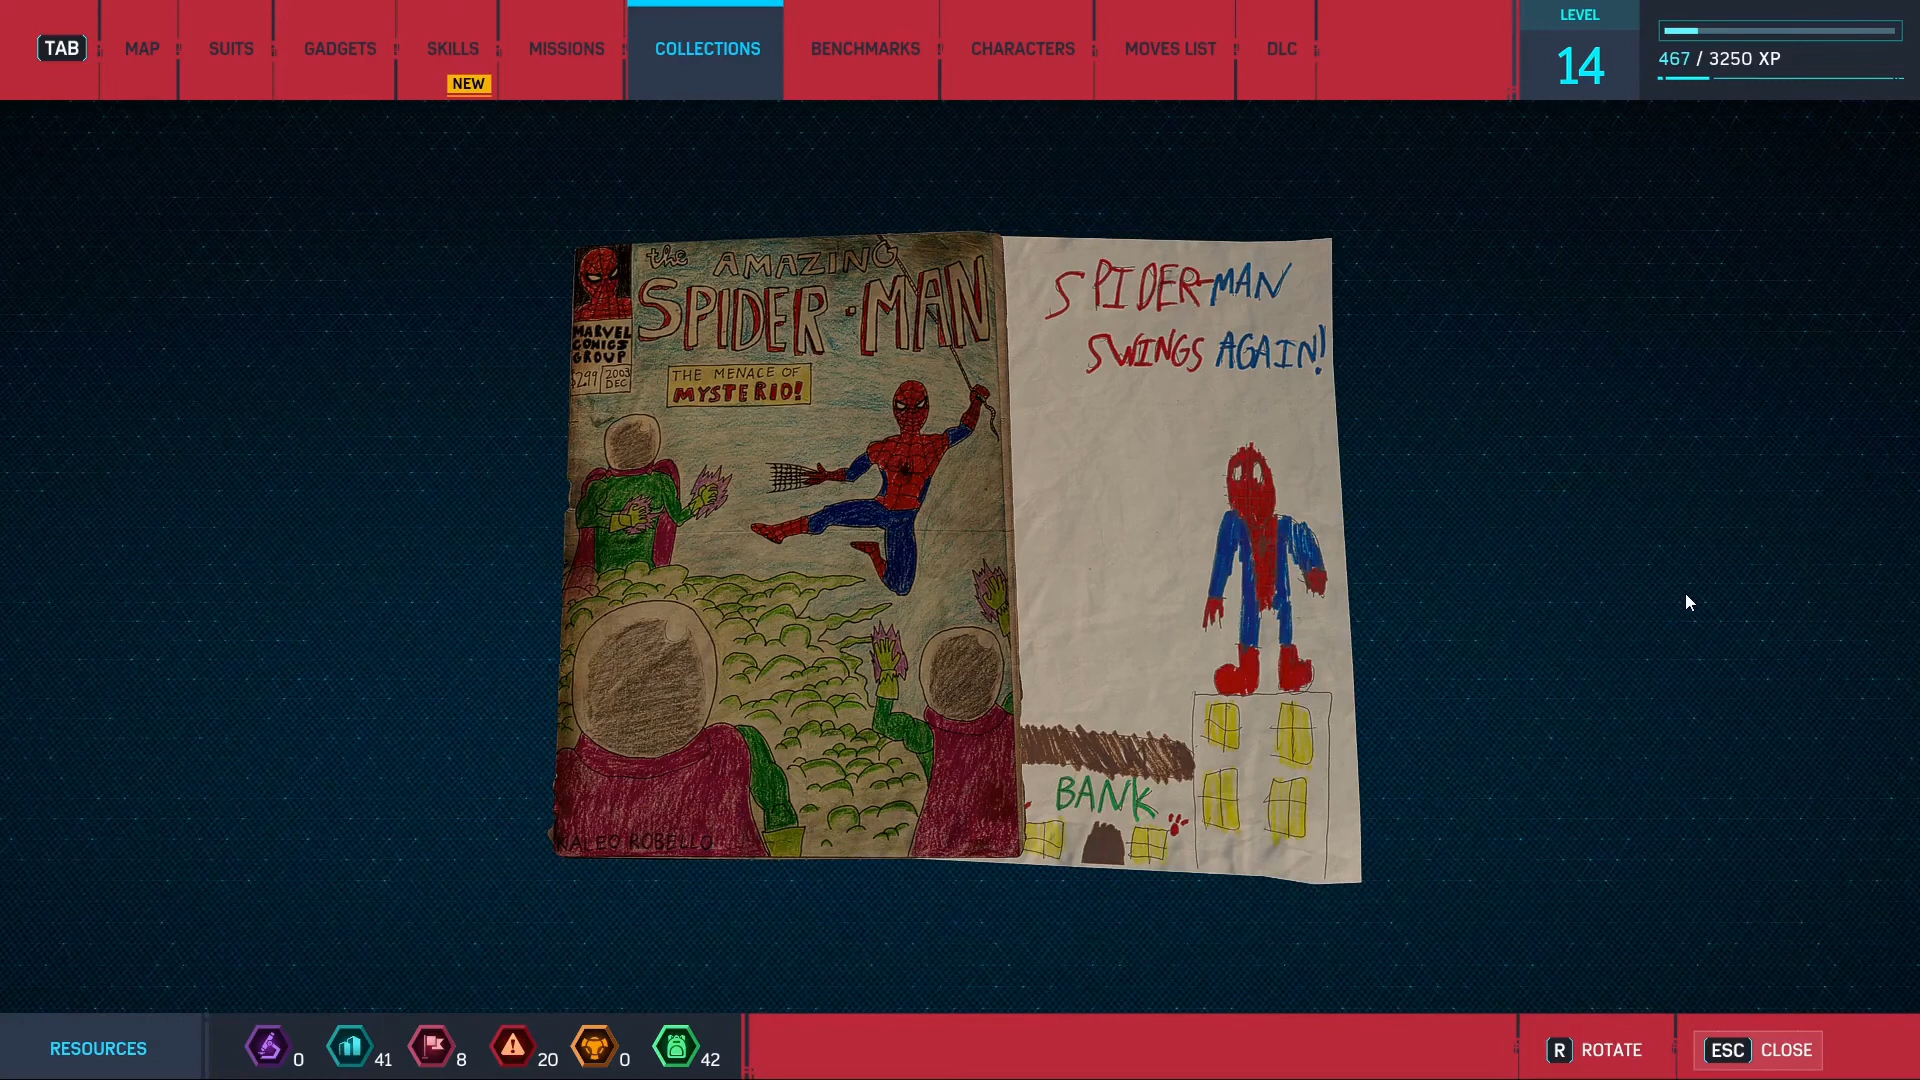 TAB
MAP
SUITS
GADGETS
SKILLS
NEW
MISSIONS
COLLECTIONS
BENCHMARKS
CHARACTERS
MOVES LIST
DLC
LEVEL
14
467 / 3250 XP
the AMAZING
SPIDER-MAN
MARVEL
COMICS
GROUP
$2.99
2003
DEC
THE MENACE OF
MYSTERIO!
KALEO ROBELLO
SPIDER-MAN
SWINGS AGAIN!
BANK
RESOURCES
0
41
8
20
0
42
R ROTATE
ESC CLOSE